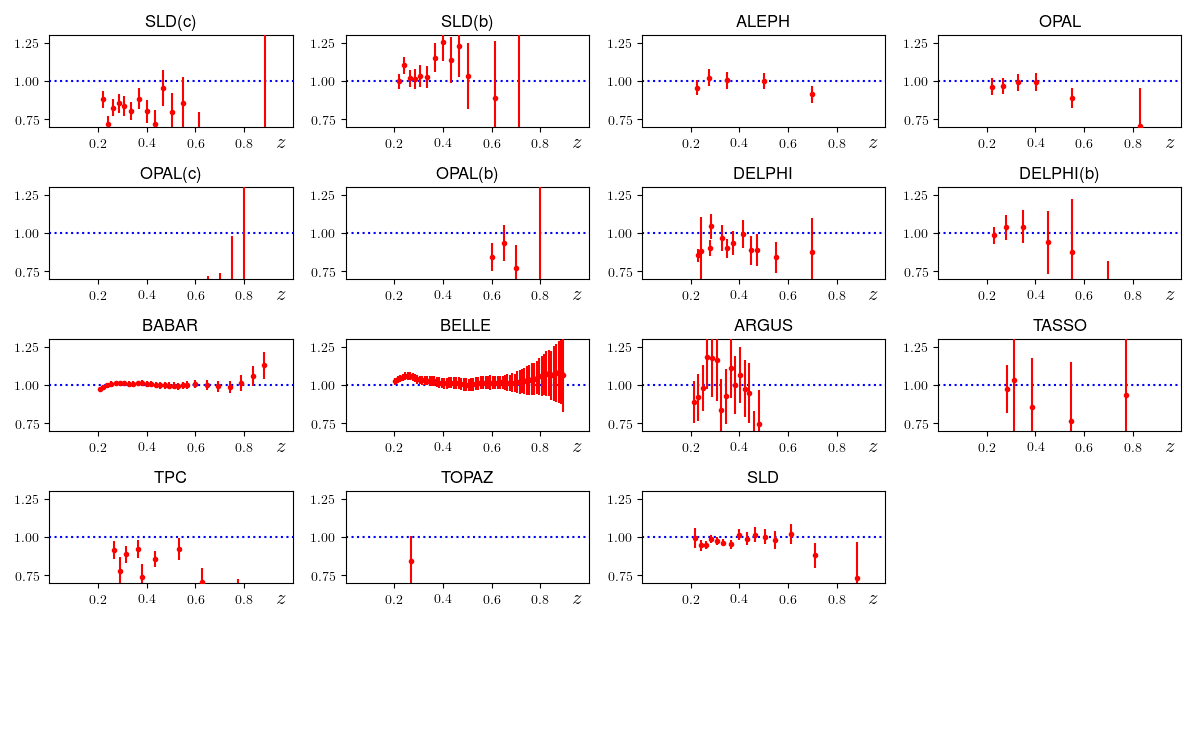 SLD(c) SLD(b) ALEPH OPAL
1.25 1.25 1.25 1.25
1.00 1.00 1.00 1.00
0.75 0.75 0.75 0.75
0.2 0.4 0.6 0.8 z 0.2 0.4 0.6 0.8 z 0.2 0.4 0.6 0.8 z 0.2 0.4 0.6 0.8 z
OPAL(c) OPAL(b) DELPHI DELPHI(b)
1.25 1.25 1.25 1.25
1.00 1.00 1.00 1.00
0.75 0.75 0.75 0.75
0.2 0.4 0.6 0.8 z 0.2 0.4 0.6 0.8 z 0.2 0.4 0.6 0.8 z 0.2 0.4 0.6 0.8 z
BABAR BELLE ARGUS TASSO
1.25 1.25 1.25 1.25
1.00 1.00 1.00 1.00
0.75 0.75 0.75 0.75
0.2 0.4 0.6 0.8 z 0.2 0.4 0.6 0.8 z 0.2 0.4 0.6 0.8 z 0.2 0.4 0.6 0.8 z
TPC TOPAZ SLD
1.25 1.25 1.25
1.00 1.00 1.00
0.75 0.75 0.75
0.2 0.4 0.6 0.8 z 0.2 0.4 0.6 0.8 z 0.2 0.4 0.6 0.8 z